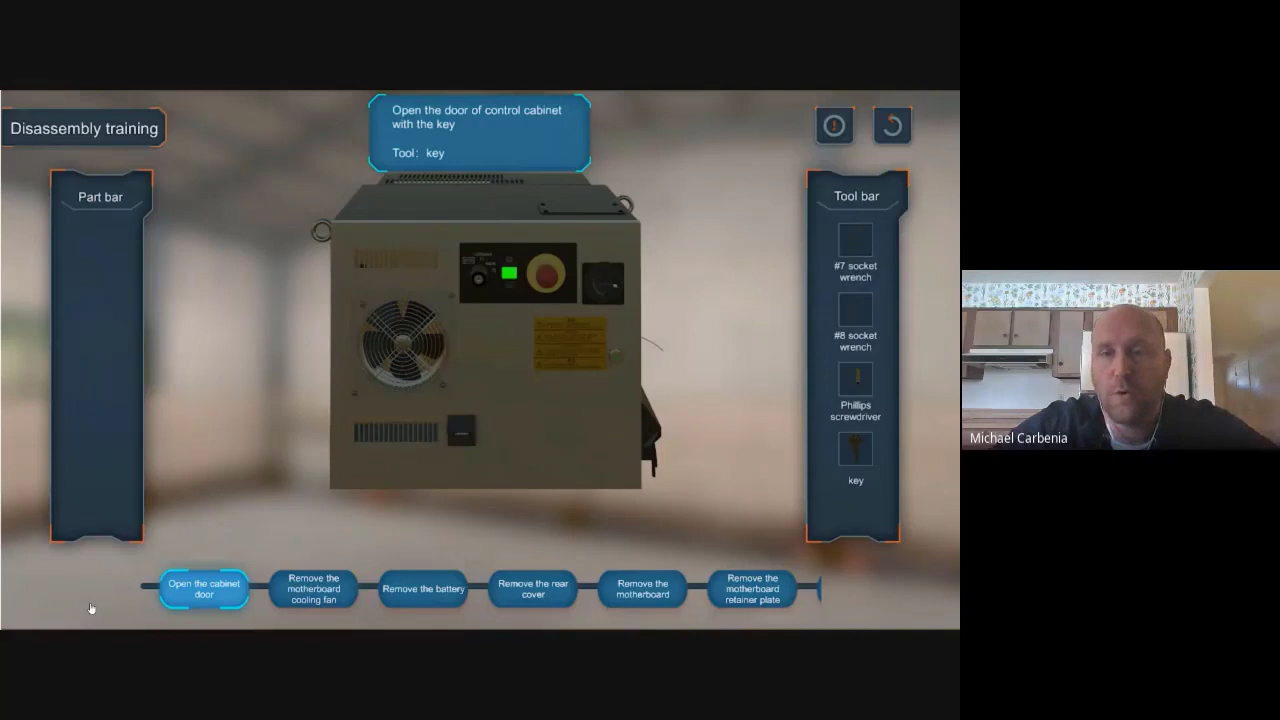 Open the door of control cabinet
with the key
Tool: key
Disassembly training
Part bar
Tool bar
#7 socket
wrench
#8 socket
wrench
Phillips
screwdriver
key
Michael Carbenia
Open the cabinet
door
Remove the
motherboard
cooling fan
Remove the battery
Remove the rear
cover
Remove the
motherboard
Remove the
motherboard
retainer plate